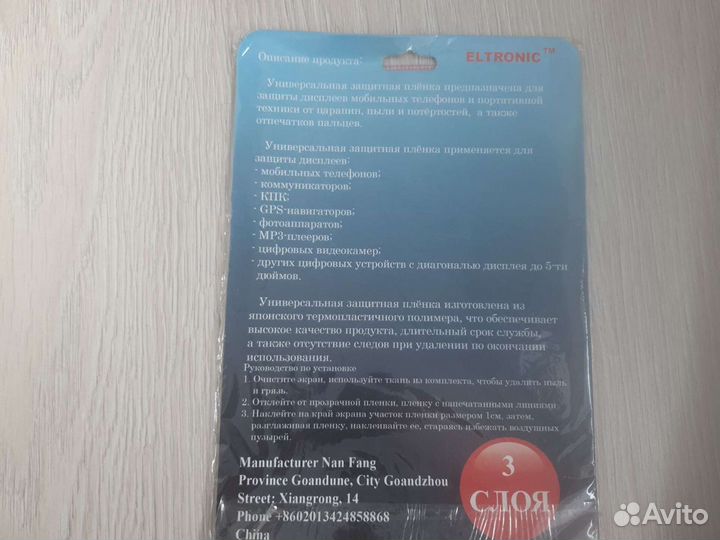 ELTRONIC™
Описание продукта:
Универсальная защитная плёнка предназначена для
защиты дисплеев мобильных телефонов и портативной
техники от царапин, пыли и потёртостей, а также
отпечатков пальцев.
Универсальная защитная плёнка применяется для
защиты дисплеев:
- мобильных телефонов;
- коммуникаторов;
- КПК;
- GPS-навигаторов;
- фотоаппаратов;
- MP3-плееров;
- цифровых видеокамер;
- других цифровых устройств с диагональю дисплея до 5-ти
дюймов.
Универсальная защитная плёнка изготовлена из
японского термопластичного полимера, что обеспечивает
высокое качество продукта, длительный срок службы,
а также отсутствие следов при удалении по окончании
использования.
Руководство по установке
1. Очистите экран, используйте ткань из комплекта, чтобы удалить пыль
и грязь.
2. Отклейте от прозрачной пленки, пленку с напечатанными линиями
3. Наклейте на край экрана участок пленки размером 1см, затем,
разглаживая пленку, наклеивайте ее, стараясь избежать воздушных
пузырей.
Manufacturer Nan Fang
Province Goandune, City Goaudzhou
Street: Xiangrong, 14
Phone +8602013424858868
China
3
СЛОЯ
Avito